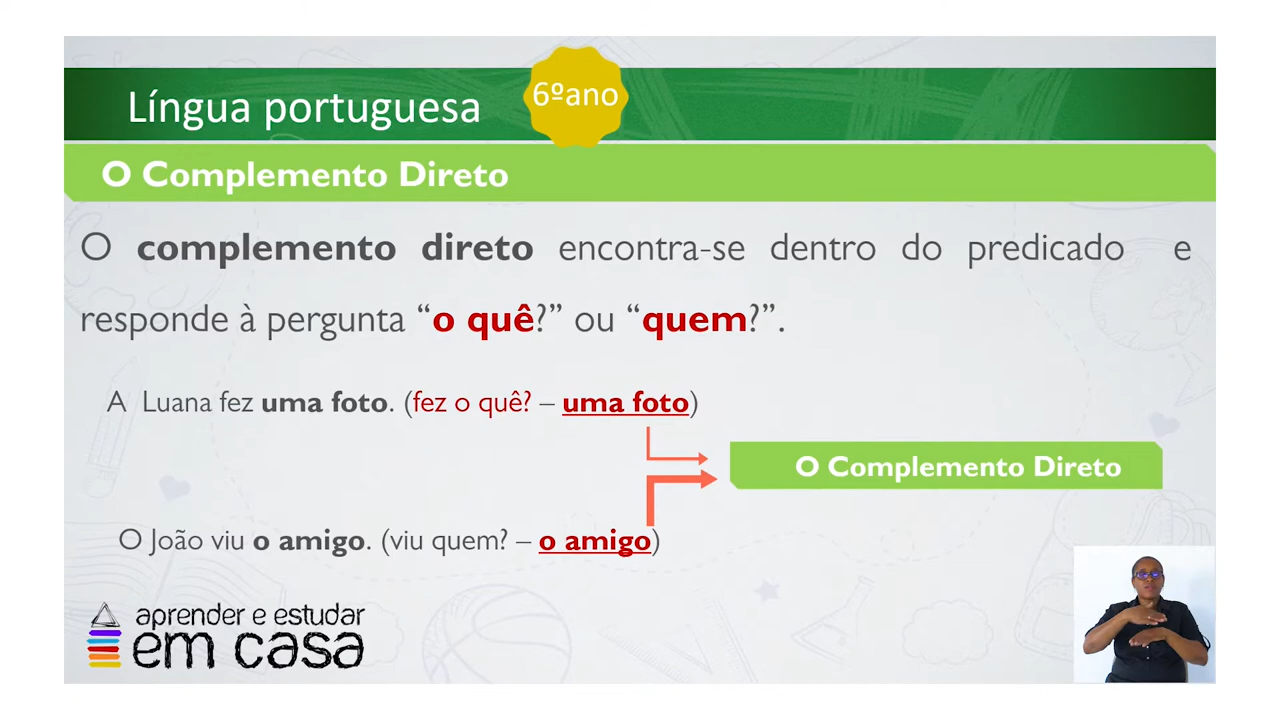 Língua portuguesa
6ºano
O Complemento Direto
O complemento direto encontra-se dentro do predicado e
responde à pergunta “o quê?” ou “quem?”.
A Luana fez uma foto. (fez o quê? – uma foto)
O Complemento Direto
O João viu o amigo. (viu quem? – o amigo)
aprender e estudar
em casa